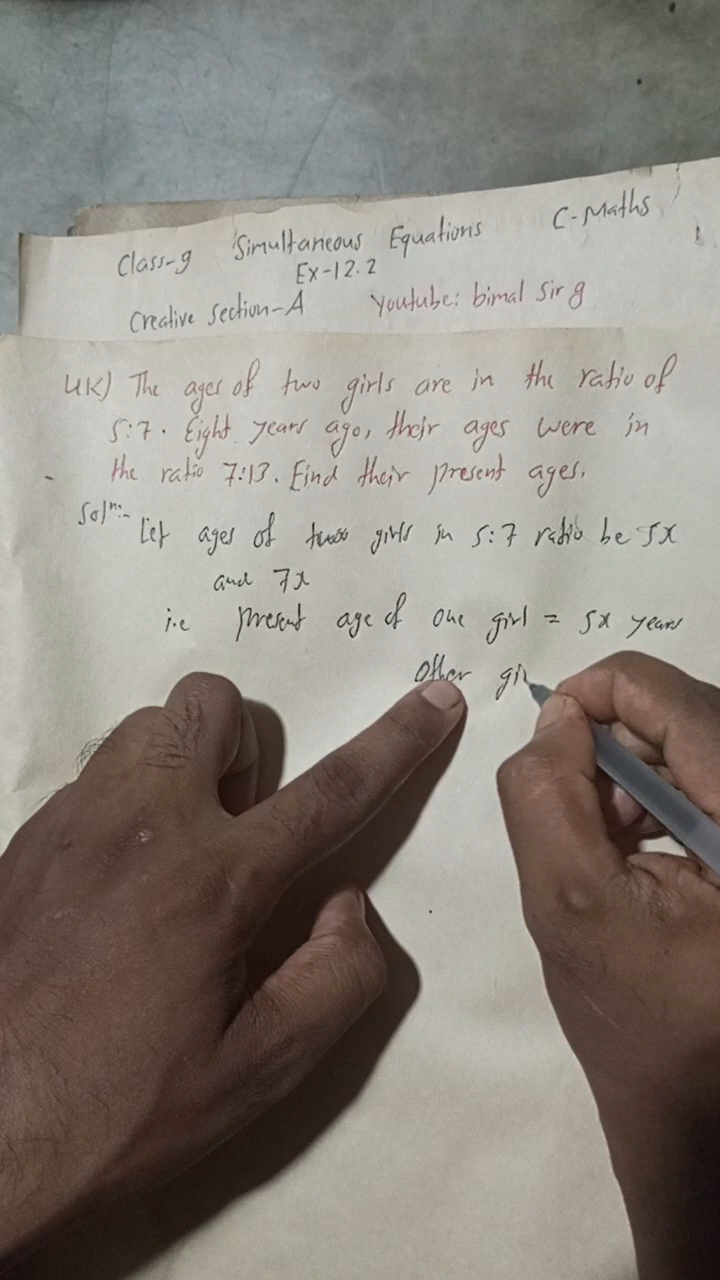 Class-9 Simultaneous Equations C-Maths
Ex-12.2
Creative Section-A Youtube: bimal Sir 9
4K) The ages of two girls are in the ratio of
5:7. Eight years ago, their ages were in
the ratio 7:13. Find their present ages.
Solⁿ:-
Let ages of two girls in 5:7 ratio be 5x
and 7x
i.e present age of one girl = 5x years
Other gi